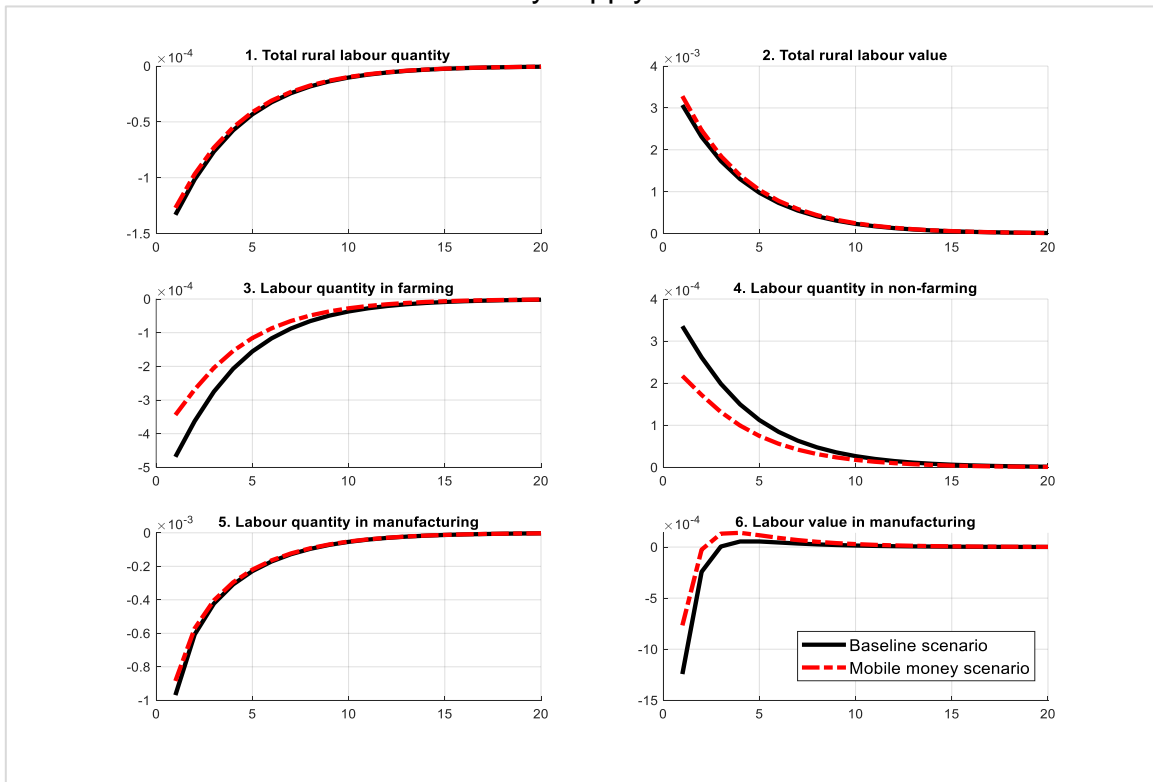 1. Total rural labour quantity
×10⁻⁴
0
-0.5
-1
-1.5
0 5 10 15 20
2. Total rural labour value
×10⁻³
4
3
2
1
0
0 5 10 15 20
3. Labour quantity in farming
×10⁻⁴
0
-1
-2
-3
-4
-5
0 5 10 15 20
4. Labour quantity in non-farming
×10⁻⁴
4
3
2
1
0
0 5 10 15 20
5. Labour quantity in manufacturing
×10⁻³
0
-0.2
-0.4
-0.6
-0.8
-1
0 5 10 15 20
6. Labour value in manufacturing
×10⁻⁴
0
-5
-10
-15
0 5 10 15 20
Baseline scenario
Mobile money scenario